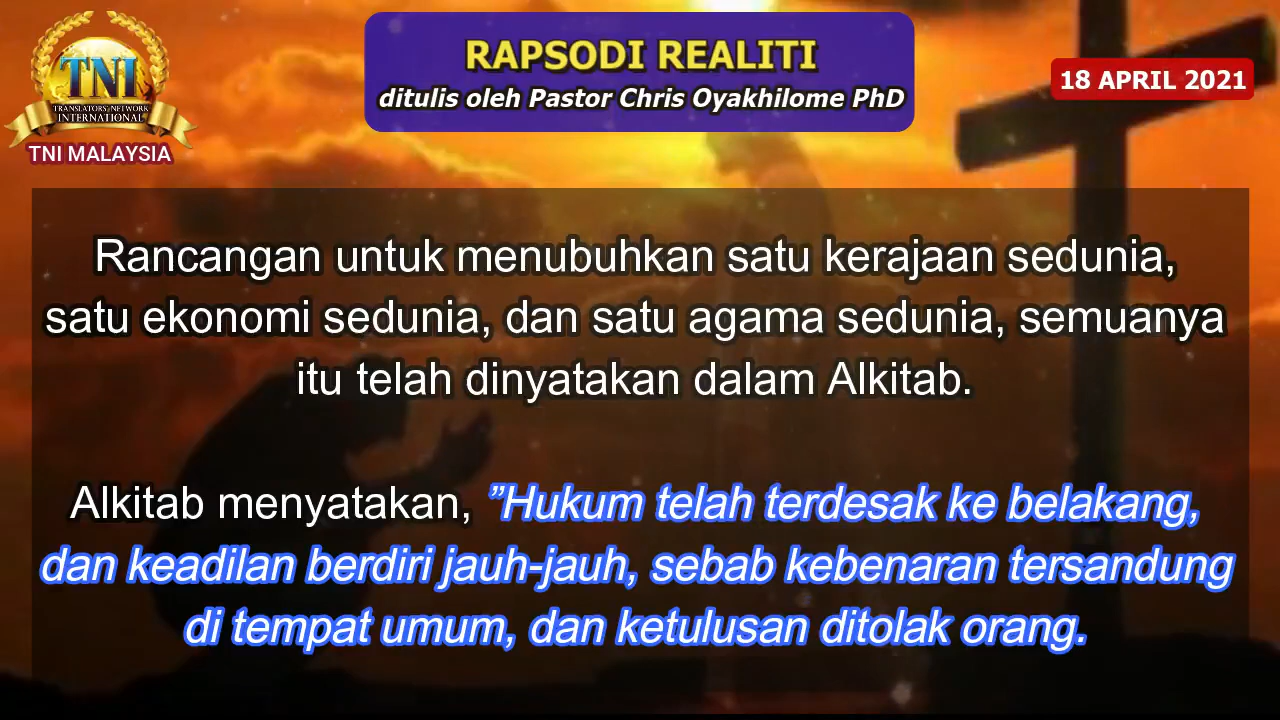 TNI
TRANSLATORS' NETWORK
INTERNATIONAL
TNI MALAYSIA
RAPSODI REALITI
ditulis oleh Pastor Chris Oyakhilome PhD
18 APRIL 2021
Rancangan untuk menubuhkan satu kerajaan sedunia,
satu ekonomi sedunia, dan satu agama sedunia, semuanya
itu telah dinyatakan dalam Alkitab.
Alkitab menyatakan, ”Hukum telah terdesak ke belakang,
dan keadilan berdiri jauh-jauh, sebab kebenaran tersandung
di tempat umum, dan ketulusan ditolak orang.